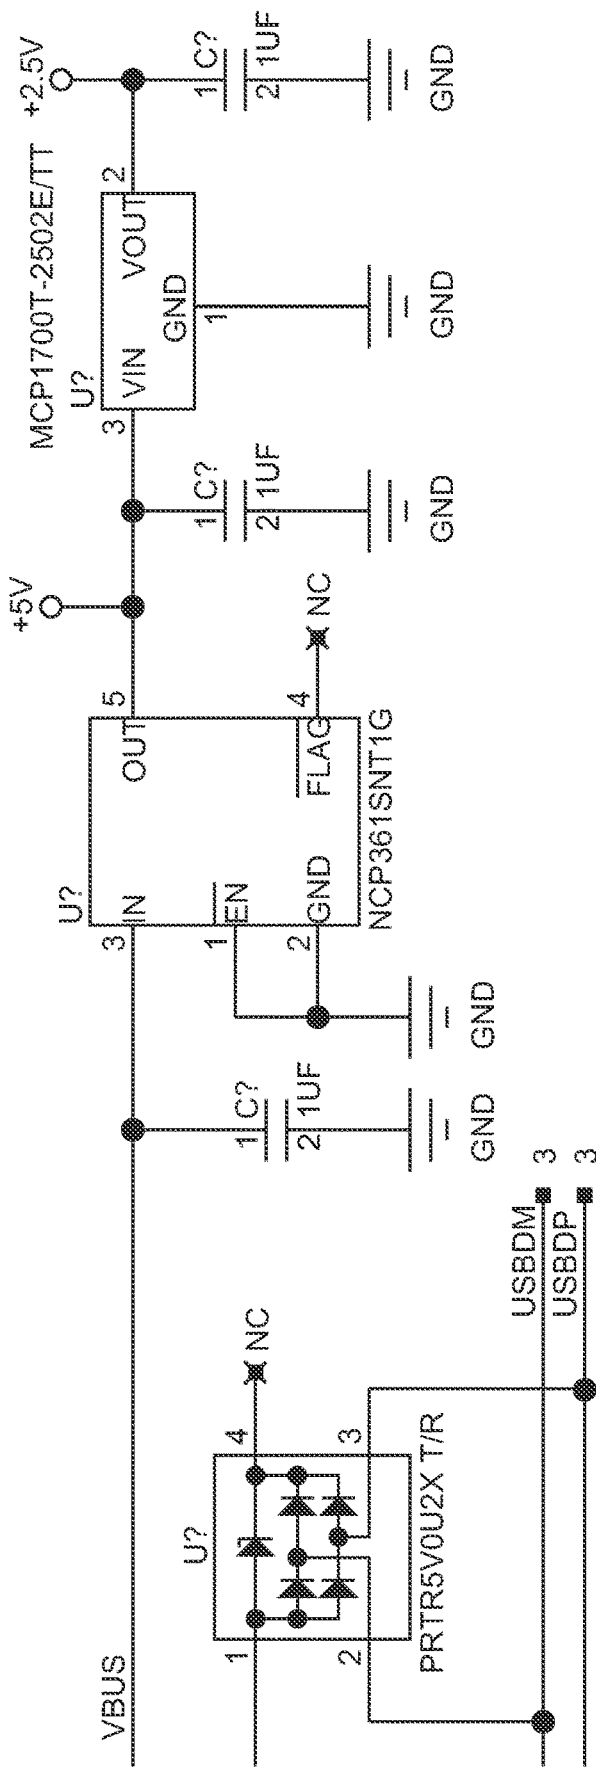 VBUS
U?
1
4
NC
2
3
PRTR5V0U2X T/R
USBDM
3
USBDP
3
C?
1
2
1UF
GND
U?
3
IN
OUT
5
+5V
1
EN
2
GND
FLAG
4
NC
NCP361SNT1G
GND
C?
1
2
1UF
GND
MCP1700T-2502E/TT
U?
3
VIN
VOUT
2
GND
1
GND
+2.5V
C?
1
2
1UF
GND